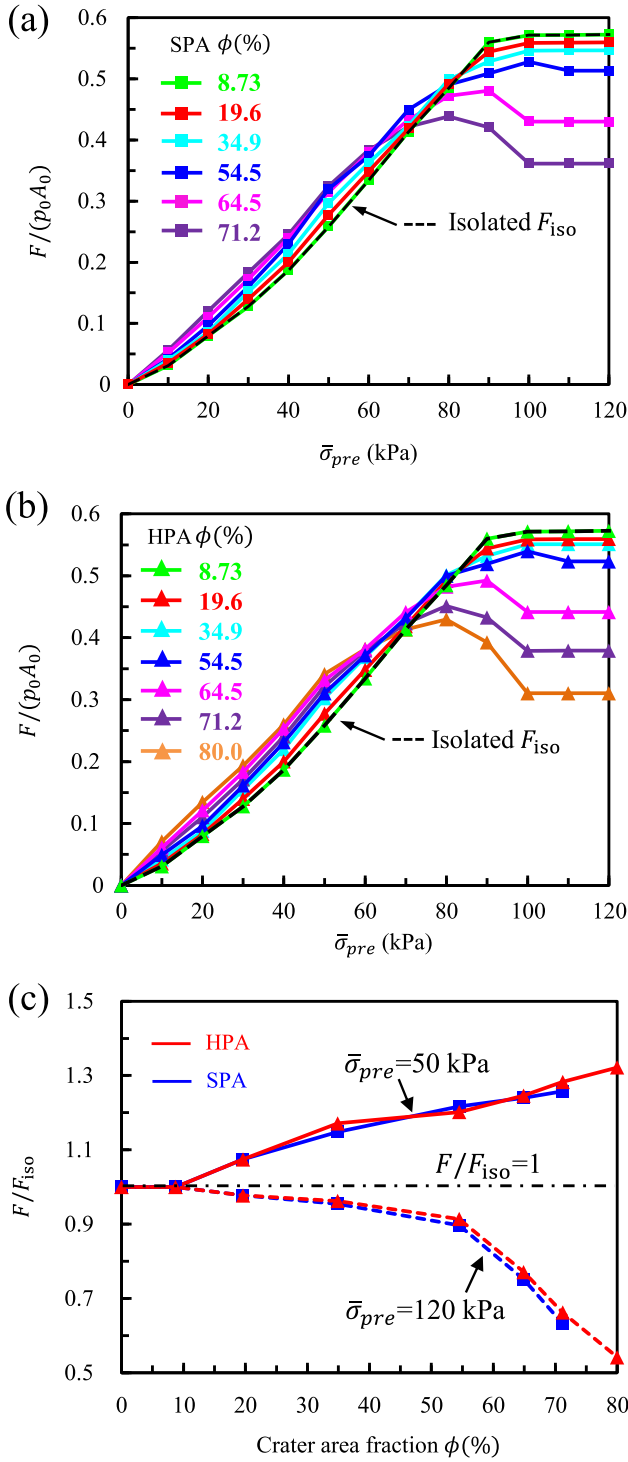 (a)
0.6
0.5
0.4
0.3
0.2
0.1
0
F/(p₀A₀)
SPA ϕ(%)
8.73
19.6
34.9
54.5
64.5
71.2
Isolated F_iso
0 20 40 60 80 100 120
σ̄_pre (kPa)
(b)
0.6
0.5
0.4
0.3
0.2
0.1
0
F/(p₀A₀)
HPA ϕ(%)
8.73
19.6
34.9
54.5
64.5
71.2
80.0
Isolated F_iso
0 20 40 60 80 100 120
σ̄_pre (kPa)
(c)
1.5
1.3
1.1
0.9
0.7
0.5
F/F_iso
HPA
SPA
σ̄_pre=50 kPa
F/F_iso=1
σ̄_pre=120 kPa
0 10 20 30 40 50 60 70 80
Crater area fraction ϕ(%)